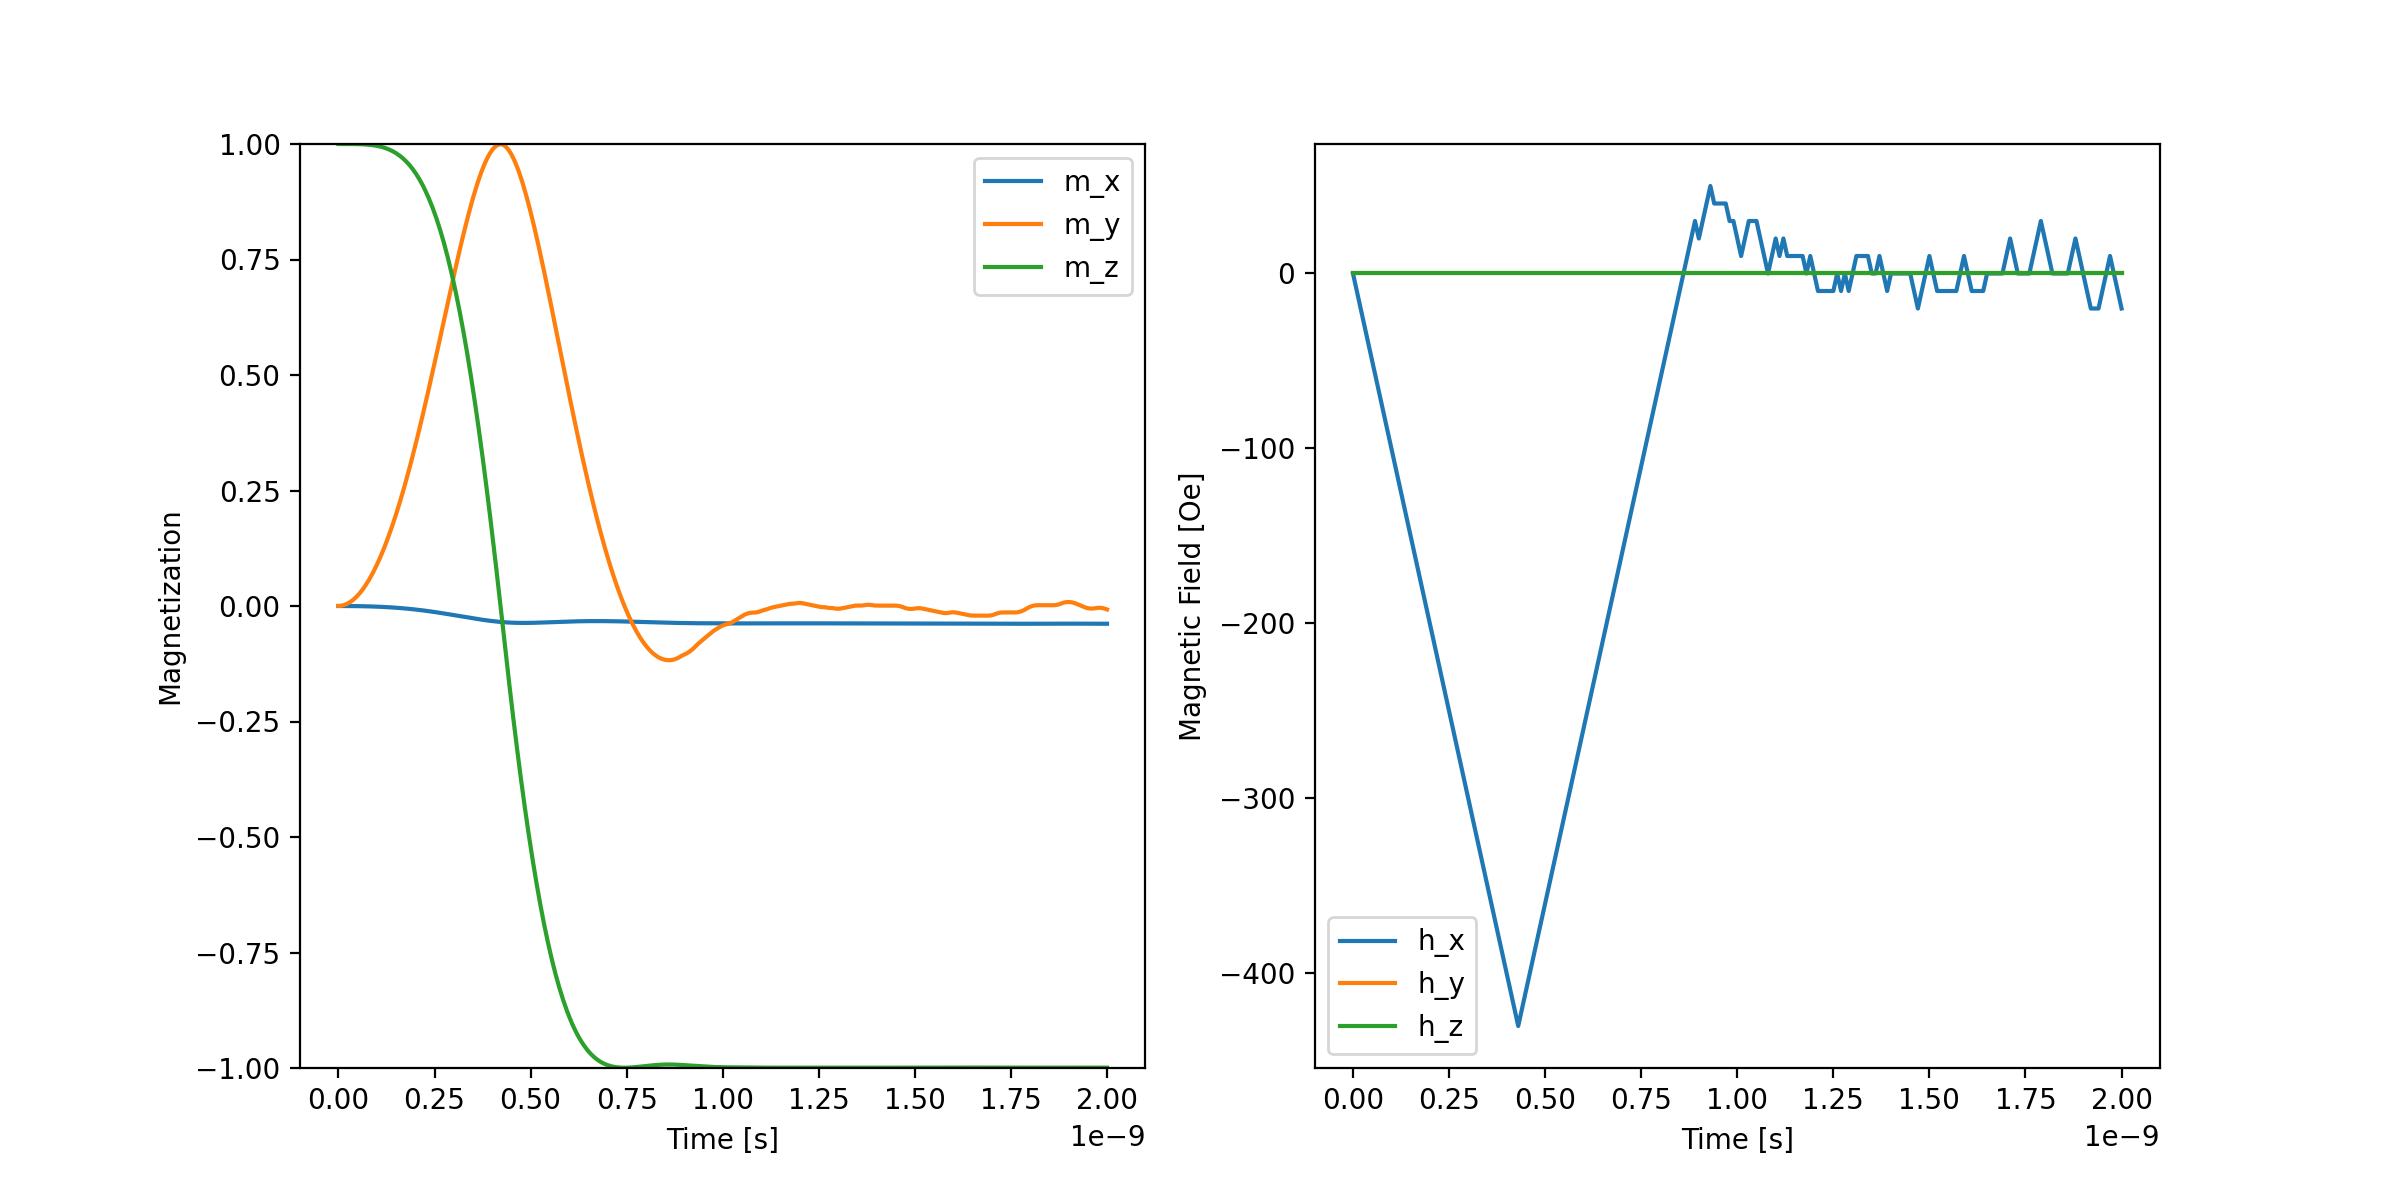 1.00
0.75
0.50
0.25
0.00
−0.25
−0.50
−0.75
−1.00
Magnetization
m_x
m_y
m_z
0.00 0.25 0.50 0.75 1.00 1.25 1.50 1.75 2.00
Time [s]
1e−9
0
−100
−200
−300
−400
Magnetic Field [Oe]
h_x
h_y
h_z
0.00 0.25 0.50 0.75 1.00 1.25 1.50 1.75 2.00
Time [s]
1e−9